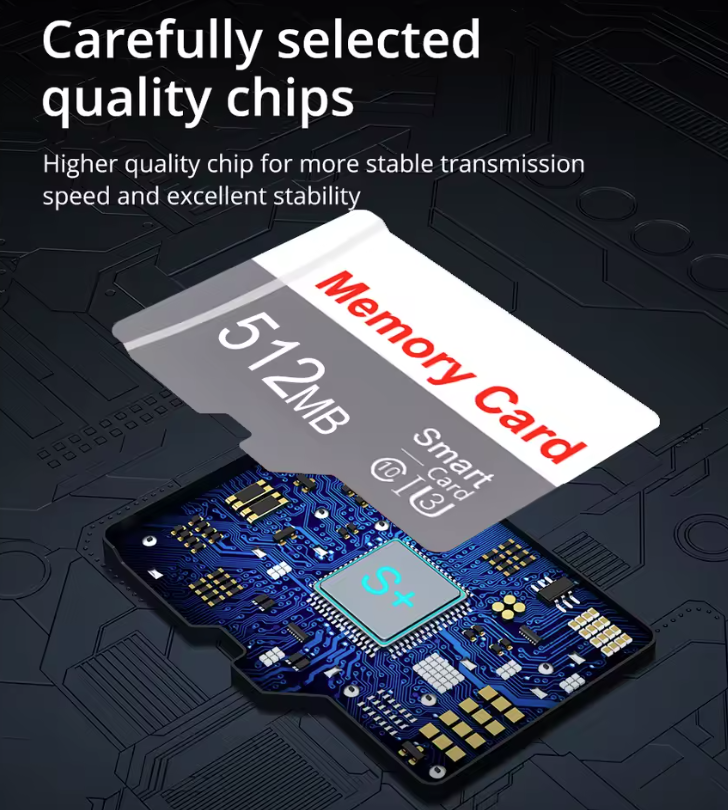 Carefully selected
quality chips
Higher quality chip for more stable transmission
speed and excellent stability
Memory Card
512MB
Smart
Card
C10 I U3
S+